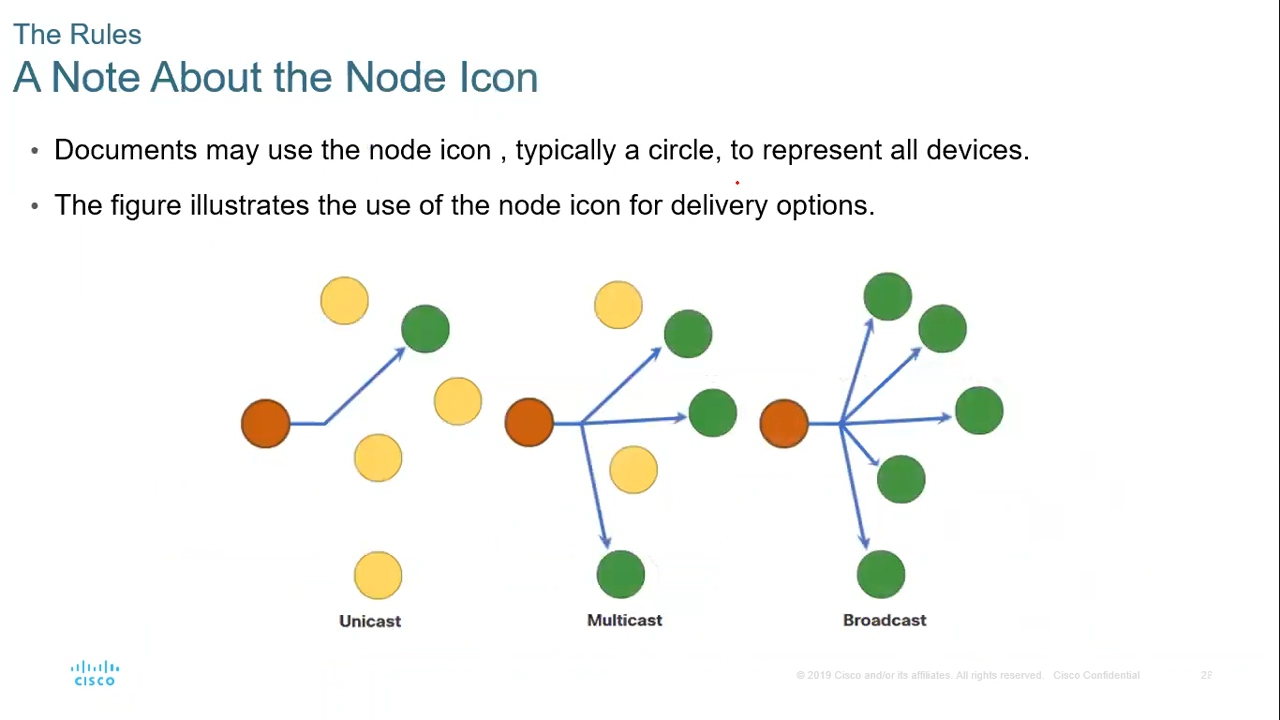 The Rules
A Note About the Node Icon
• Documents may use the node icon , typically a circle, to represent all devices.
• The figure illustrates the use of the node icon for delivery options.
Unicast
Multicast
Broadcast
CISCO
© 2019 Cisco and/or its affiliates. All rights reserved. Cisco Confidential
28